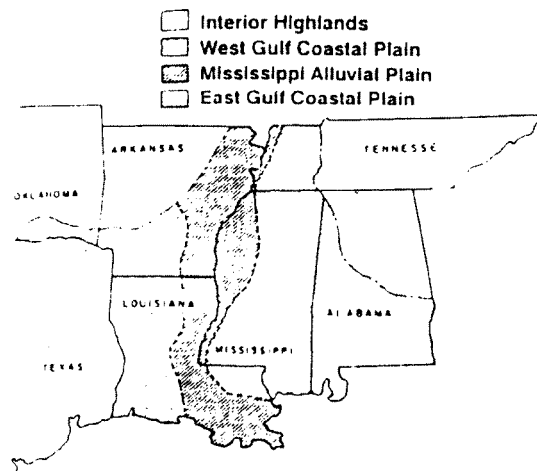 Interior Highlands
West Gulf Coastal Plain
Mississippi Alluvial Plain
East Gulf Coastal Plain
ARKANSAS
TENNESSE
OKLAHOMA
LOUISIANA
ALABAMA
MISSISSIPPI
TEXAS